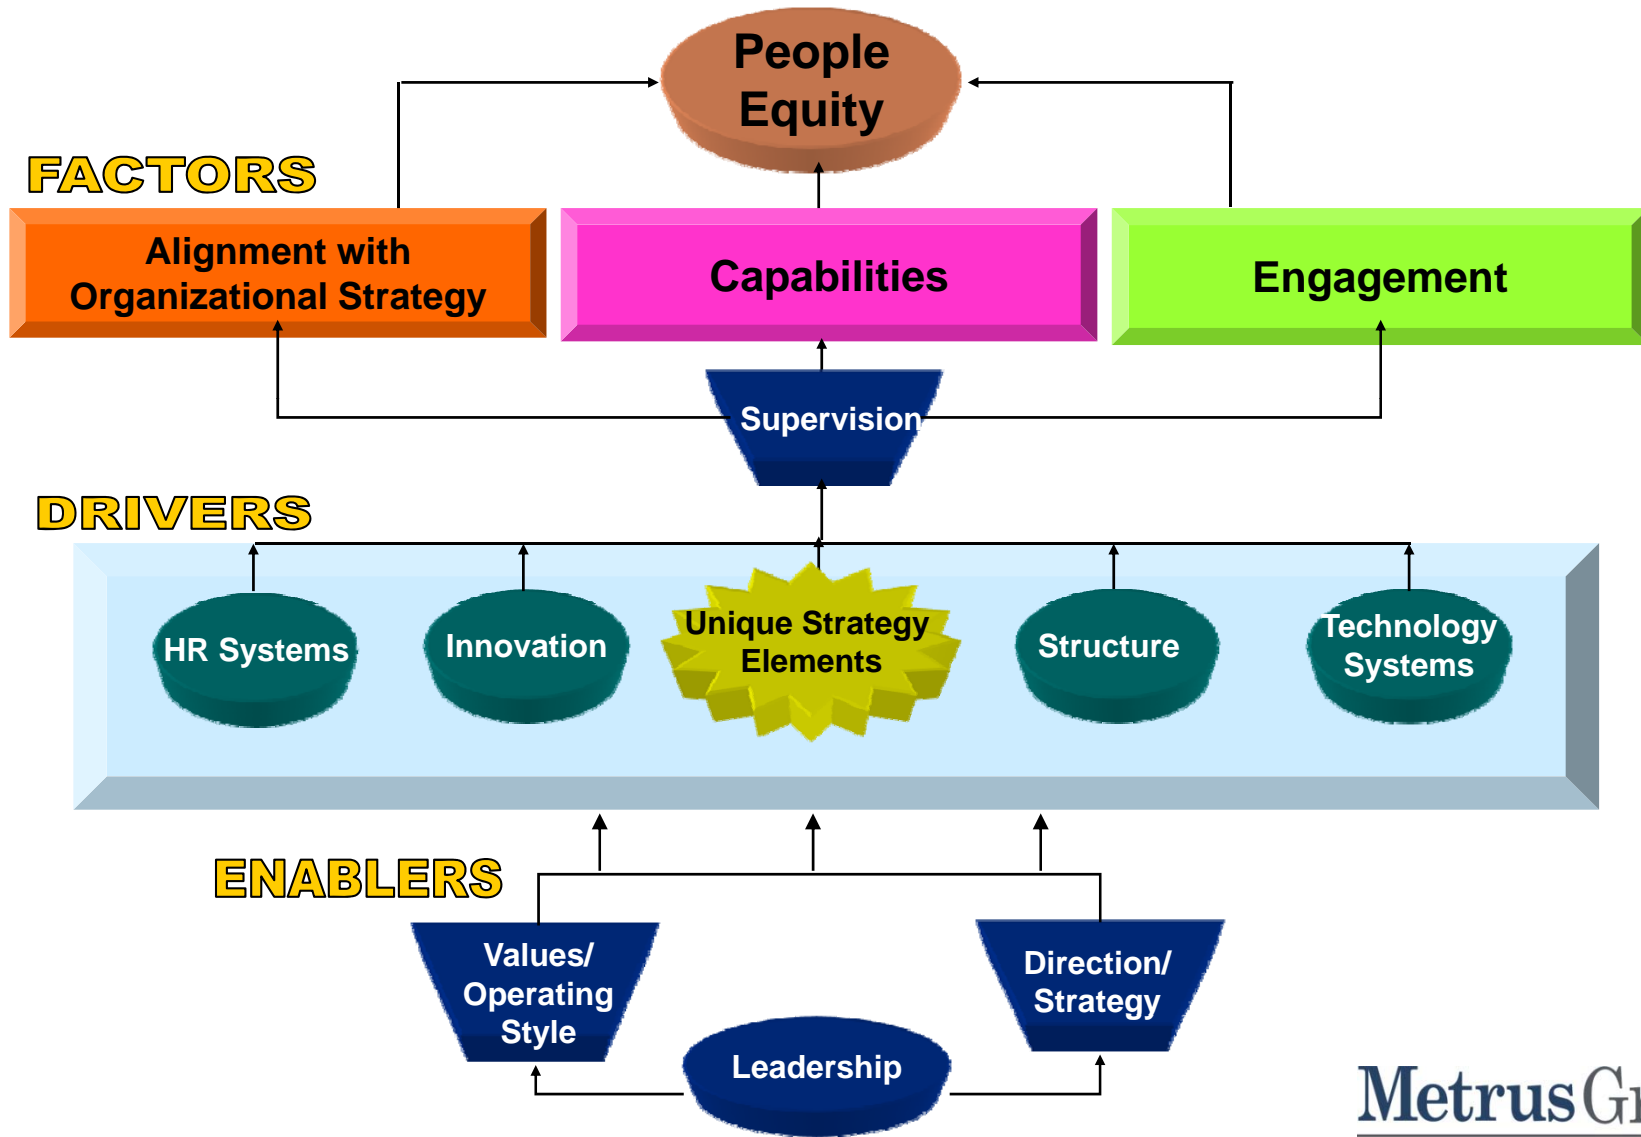 People
Equity
FACTORS
Alignment with
Organizational Strategy
Capabilities
Engagement
Supervision
DRIVERS
HR Systems
Innovation
Unique Strategy
Elements
Structure
Technology
Systems
ENABLERS
Values/
Operating
Style
Direction/
Strategy
Leadership
Metrus